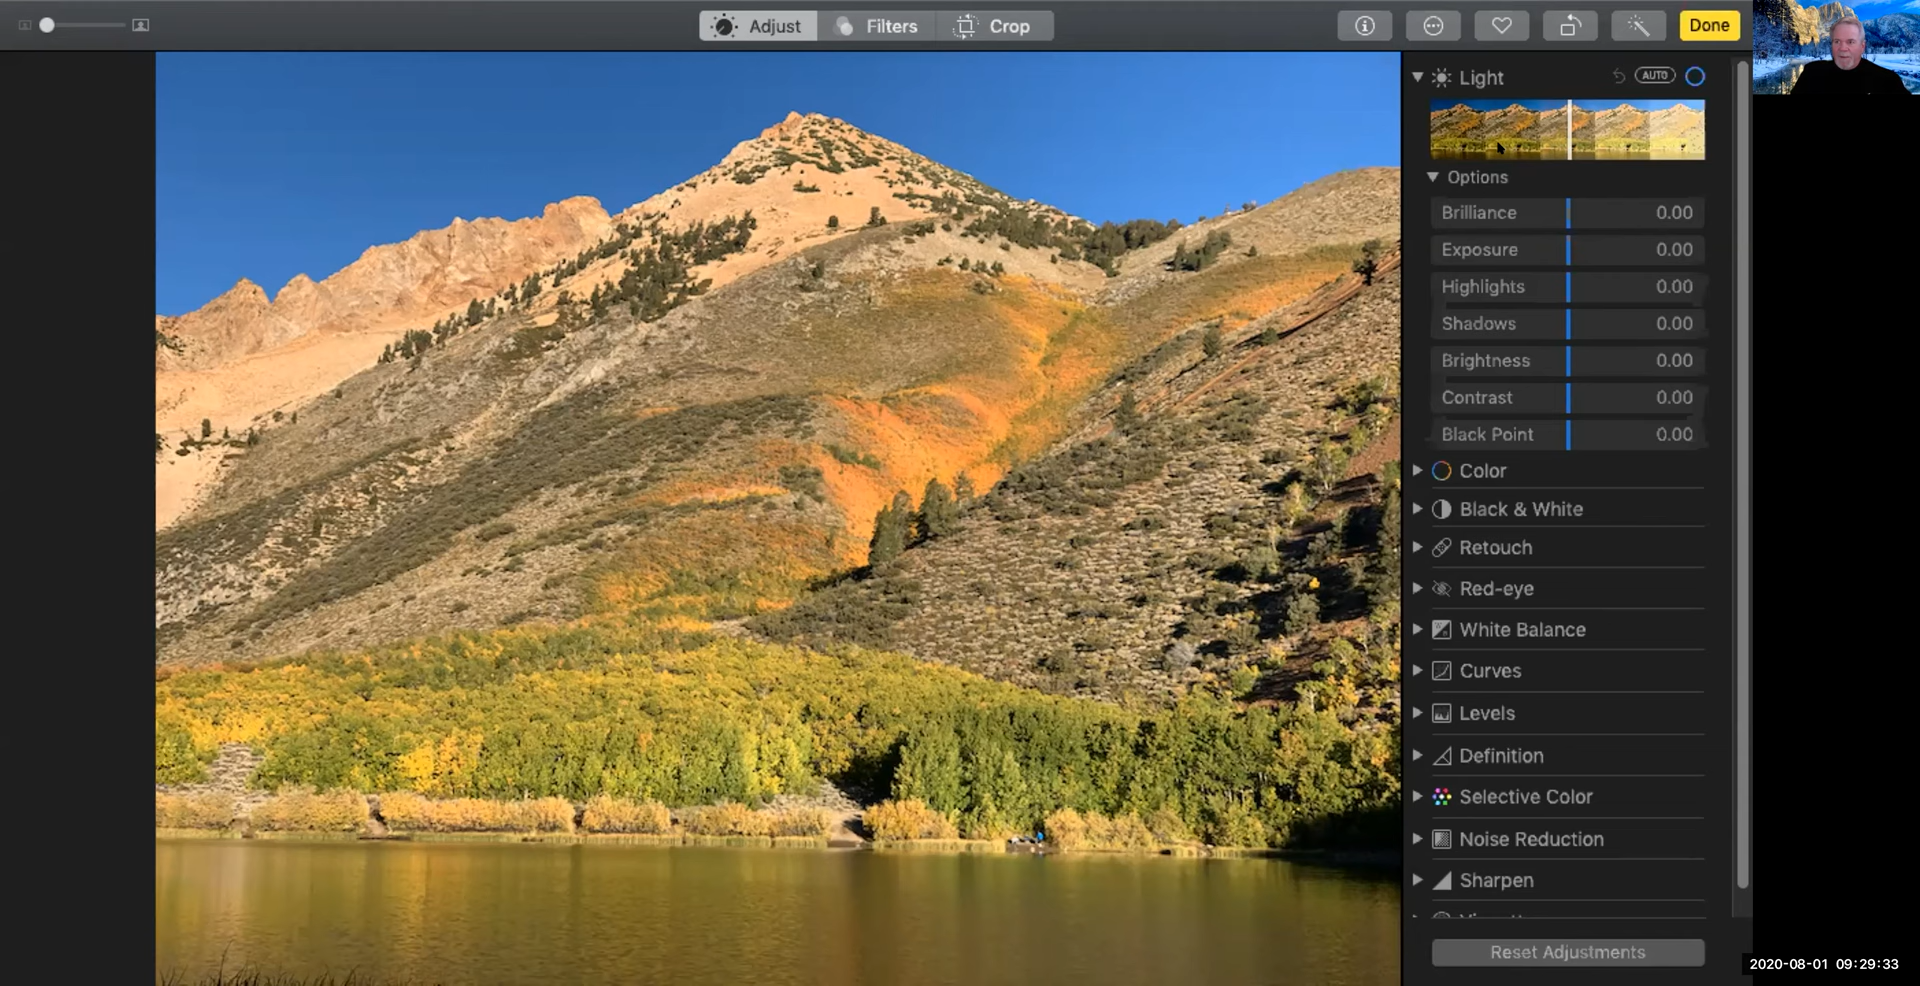 Adjust Filters Crop Done
Light AUTO
Options
Brilliance 0.00
Exposure 0.00
Highlights 0.00
Shadows 0.00
Brightness 0.00
Contrast 0.00
Black Point 0.00
Color
Black & White
Retouch
Red-eye
White Balance
Curves
Levels
Definition
Selective Color
Noise Reduction
Sharpen
Reset Adjustments
2020-08-01 09:29:33